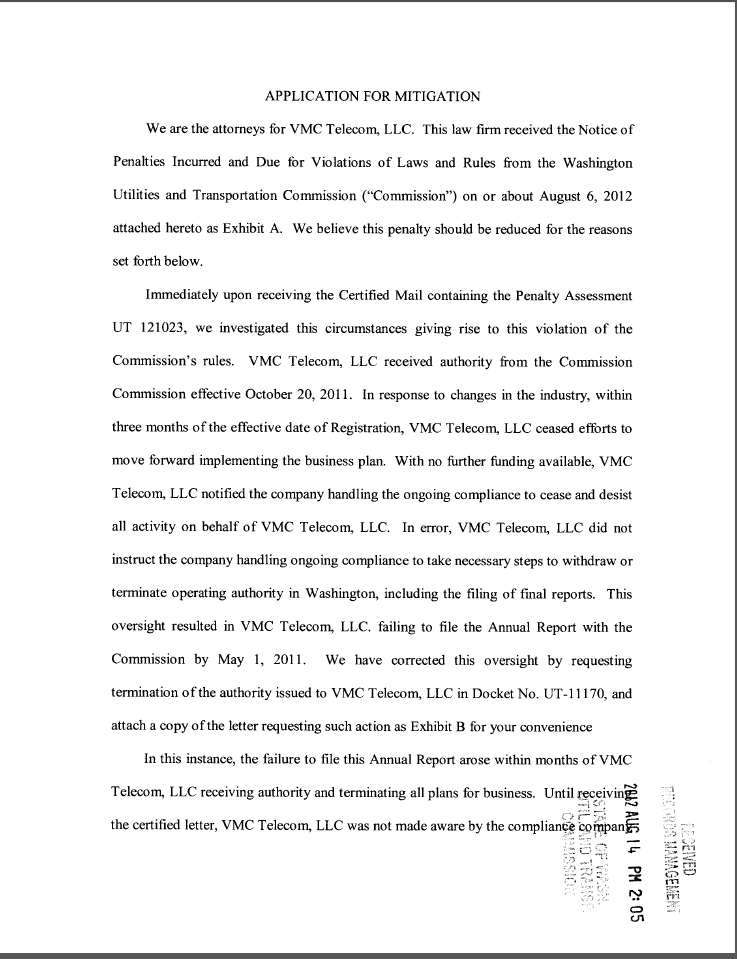 APPLICATION FOR MITIGATION
We are the attorneys for VMC Telecom, LLC. This law firm received the Notice of
Penalties Incurred and Due for Violations of Laws and Rules from the Washington
Utilities and Transportation Commission (“Commission”) on or about August 6, 2012
attached hereto as Exhibit A. We believe this penalty should be reduced for the reasons
set forth below.
Immediately upon receiving the Certified Mail containing the Penalty Assessment
UT 121023, we investigated this circumstances giving rise to this violation of the
Commission’s rules. VMC Telecom, LLC received authority from the Commission
Commission effective October 20, 2011. In response to changes in the industry, within
three months of the effective date of Registration, VMC Telecom, LLC ceased efforts to
move forward implementing the business plan. With no further funding available, VMC
Telecom, LLC notified the company handling the ongoing compliance to cease and desist
all activity on behalf of VMC Telecom, LLC. In error, VMC Telecom, LLC did not
instruct the company handling ongoing compliance to take necessary steps to withdraw or
terminate operating authority in Washington, including the filing of final reports. This
oversight resulted in VMC Telecom, LLC. failing to file the Annual Report with the
Commission by May 1, 2011. We have corrected this oversight by requesting
termination of the authority issued to VMC Telecom, LLC in Docket No. UT-11170, and
attach a copy of the letter requesting such action as Exhibit B for your convenience
In this instance, the failure to file this Annual Report arose within months of VMC
Telecom, LLC receiving authority and terminating all plans for business. Until receiving
the certified letter, VMC Telecom, LLC was not made aware by the compliance company
RECEIVED
RECORDS MANAGEMENT
2012 AUG 14 PM 2:05
STATE OF WASH.
UTIL. AND TRANSP.
COMMISSION